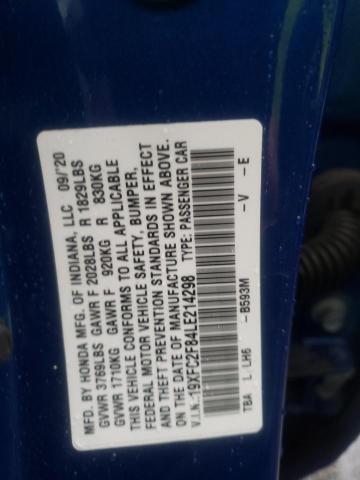 MFD. BY HONDA MFG. OF INDIANA, LLC 09/'20
GVWR 3769LBS GAWR F 2028LBS R 1829LBS
GVWR 1710KG GAWR F 920KG R 830KG
THIS VEHICLE CONFORMS TO ALL APPLICABLE
FEDERAL MOTOR VEHICLE SAFETY, BUMPER,
AND THEFT PREVENTION STANDARDS IN EFFECT
ON THE DATE OF MANUFACTURE SHOWN ABOVE.
V.I.N.:19XFC2F84LE214298 TYPE: PASSENGER CAR
-B593M -V -E
TBA L LH6